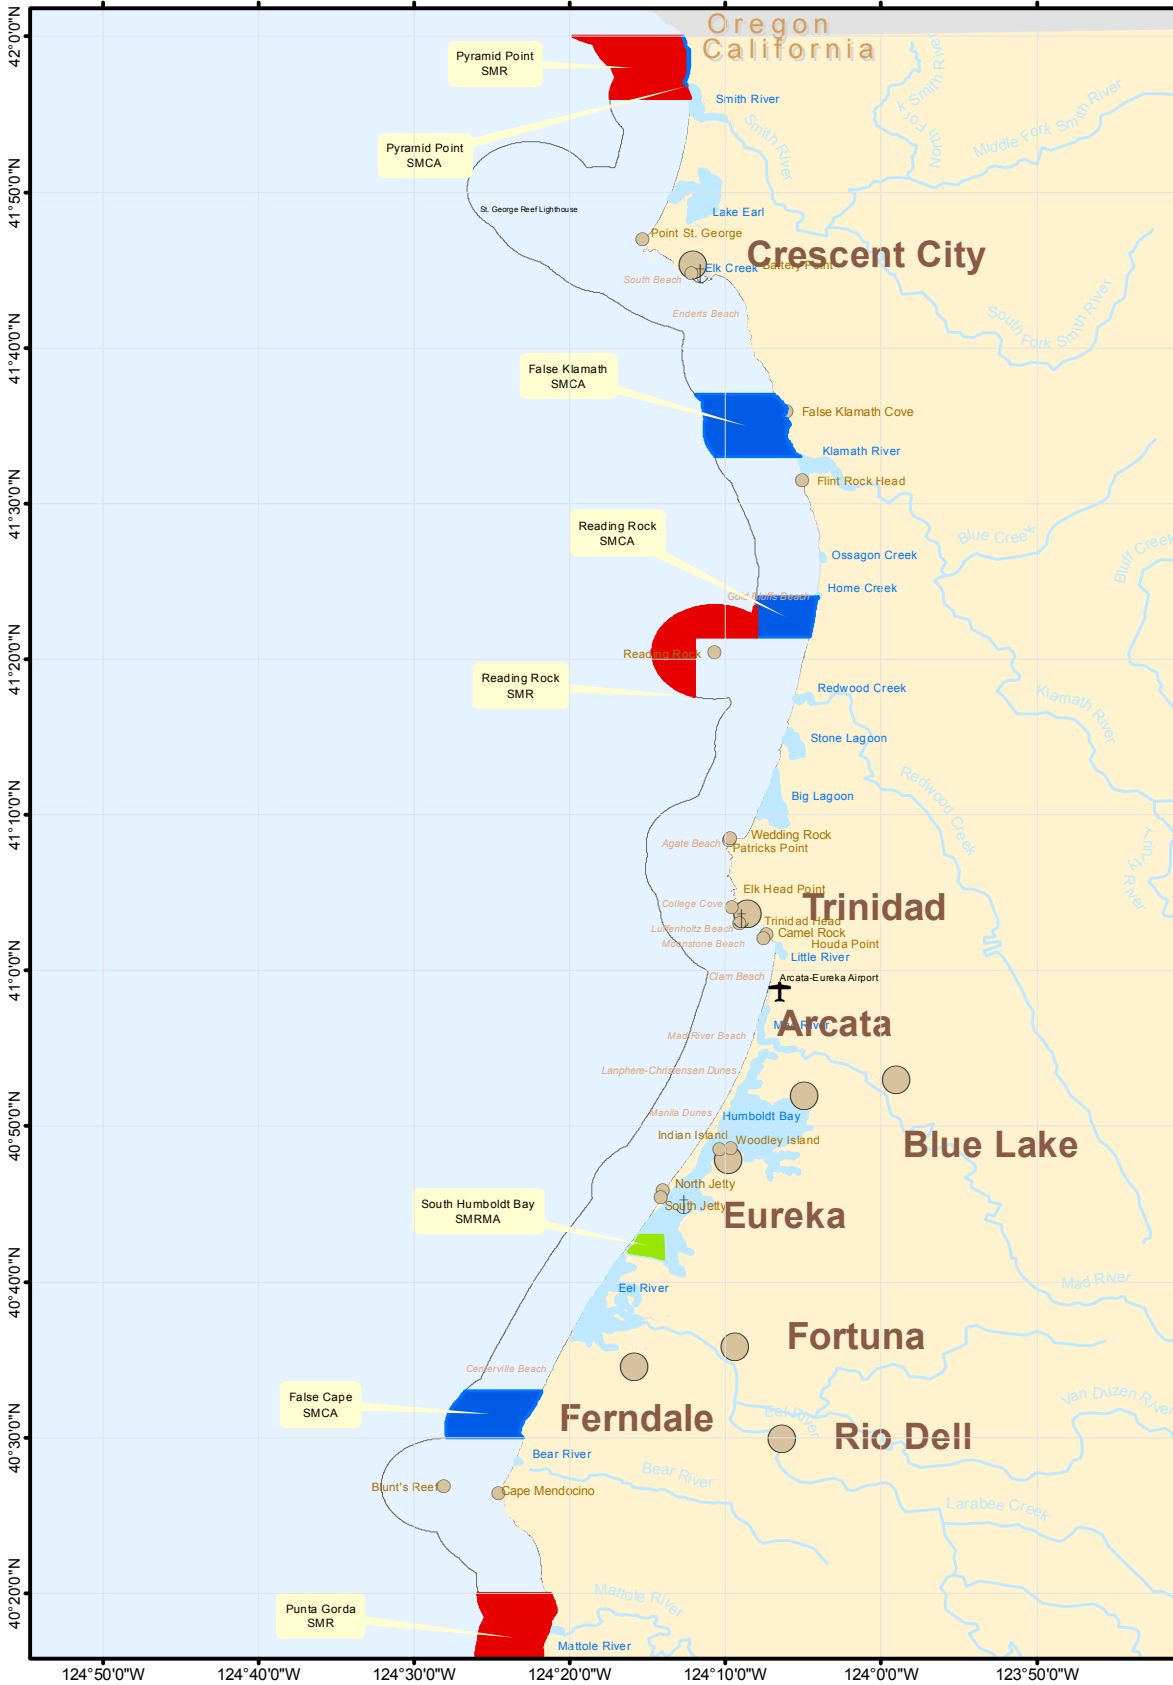 Oregon
California
42°0'0"N
Pyramid Point
SMR
North Fork Smith River
Middle Fork Smith River
Smith River
Smith River
Pyramid Point
SMCA
41°50'0"N
St. George Reef Lighthouse
Lake Earl
Point St. George
Crescent City
Elk Creek
Battery Point
South Beach
Enderts Beach
South Fork Smith River
41°40'0"N
False Klamath
SMCA
False Klamath Cove
Klamath River
Flint Rock Head
41°30'0"N
Reading Rock
SMCA
Blue Creek
Bluff Creek
Ossagon Creek
Home Creek
Gold Bluffs Beach
Reading Rock
41°20'0"N
Reading Rock
SMR
Redwood Creek
Klamath River
Stone Lagoon
Redwood Creek
Big Lagoon
41°10'0"N
Wedding Rock
Agate Beach
Patricks Point
Trinity River
Elk Head Point
College Cove
Trinidad
Trinidad Head
Luffenholtz Beach
Camel Rock
Moonstone Beach
Houda Point
Little River
41°0'0"N
Clam Beach
Arcata-Eureka Airport
Arcata
Mad River
Mad River Beach
Lanphere-Christensen Dunes
Manila Dunes
Humboldt Bay
40°50'0"N
Indian Island
Woodley Island
Blue Lake
North Jetty
South Humboldt Bay
SMRMA
South Jetty
Eureka
40°40'0"N
Eel River
Mad River
Fortuna
Centerville Beach
False Cape
SMCA
Van Duzen River
Ferndale
Eel River
Rio Dell
40°30'0"N
Bear River
Bear River
Blunt's Reef
Cape Mendocino
Larabee Creek
40°20'0"N
Mattole River
Punta Gorda
SMR
Mattole River
124°50'0"W
124°40'0"W
124°30'0"W
124°20'0"W
124°10'0"W
124°0'0"W
123°50'0"W